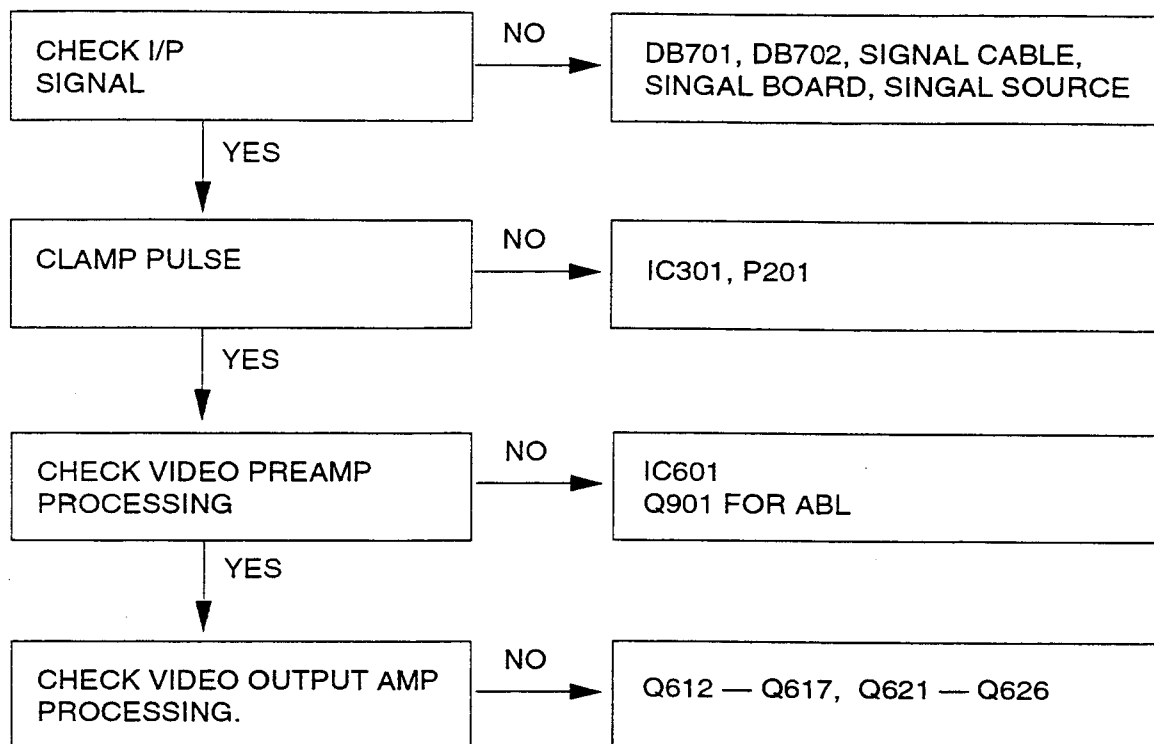 CHECK I/P
SIGNAL
NO
DB701, DB702, SIGNAL CABLE,
SINGAL BOARD, SINGAL SOURCE
YES
CLAMP PULSE
NO
IC301, P201
YES
CHECK VIDEO PREAMP
PROCESSING
NO
IC601
Q901 FOR ABL
YES
CHECK VIDEO OUTPUT AMP
PROCESSING.
NO
Q612 — Q617, Q621 — Q626